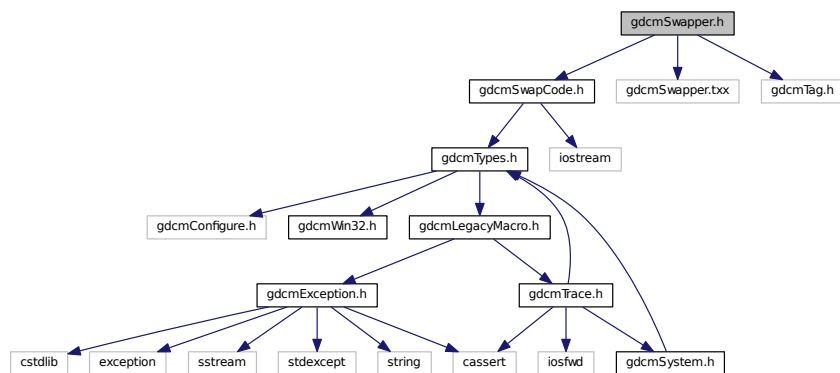 gdcmSwapper.h
gdcmSwapCode.h
gdcmSwapper.txx
gdcmTag.h
gdcmTypes.h
iostream
gdcmConfigure.h
gdcmWin32.h
gdcmLegacyMacro.h
gdcmException.h
gdcmTrace.h
cstdlib
exception
sstream
stdexcept
string
cassert
iosfwd
gdcmSystem.h